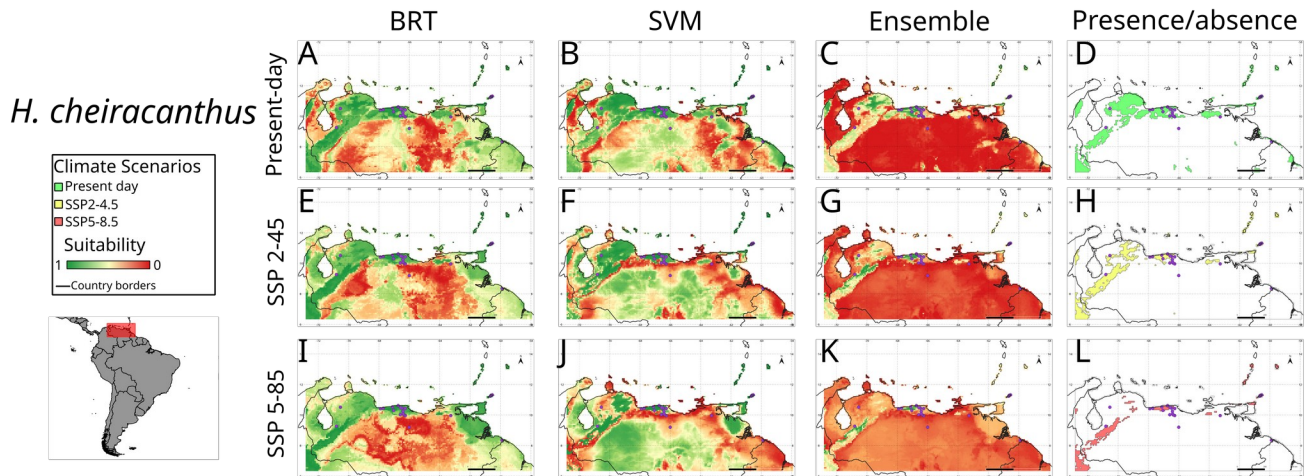 BRT SVM Ensemble Presence/absence
H. cheiracanthus
Climate Scenarios
Present day
SSP2-4.5
SSP5-8.5
Suitability
1 0
Country borders
Present-day
A B C D
SSP 2-45
E F G H
SSP 5-85
I J K L